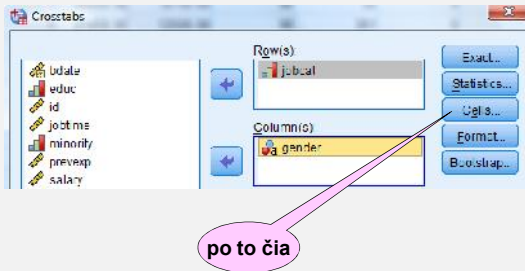 Crosstabs
Row(s):
jobcat
Column(s):
gender
bdate
educ
id
jobtime
minority
prevexp
salary
Exact...
Statistics...
Cells...
Format...
Bootstrap...
po to čia